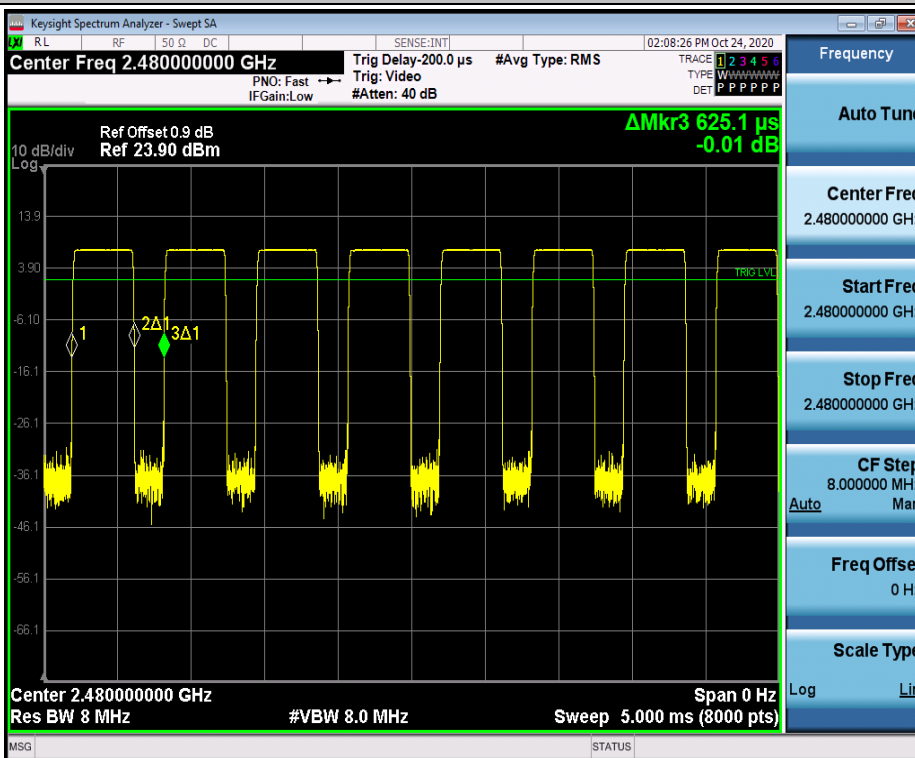 Keysight Spectrum Analyzer - Swept SA
LXI RL RF 50 Ω DC SENSE:INT 02:08:26 PM Oct 24, 2020
Center Freq 2.480000000 GHz
PNO: Fast
IFGain:Low
Trig Delay-200.0 µs
Trig: Video
#Atten: 40 dB
#Avg Type: RMS
TRACE 1 2 3 4 5 6
TYPE WWWWWW
DET P P P P P P
ΔMkr3 625.1 µs
-0.01 dB
Ref Offset 0.9 dB
10 dB/div Ref 23.90 dBm
Log
13.9
3.90
TRIG LVL
-6.10
1
2Δ1
3Δ1
-16.1
-26.1
-36.1
-46.1
-56.1
-66.1
Center 2.480000000 GHz Span 0 Hz
Res BW 8 MHz #VBW 8.0 MHz Sweep 5.000 ms (8000 pts)
MSG STATUS
Frequency
Auto Tun
Center Fre
2.480000000 GH
Start Fre
2.480000000 GH
Stop Fre
2.480000000 GH
CF Step
8.000000 MH
Auto Ma
Freq Offse
0 H
Scale Type
Log Li